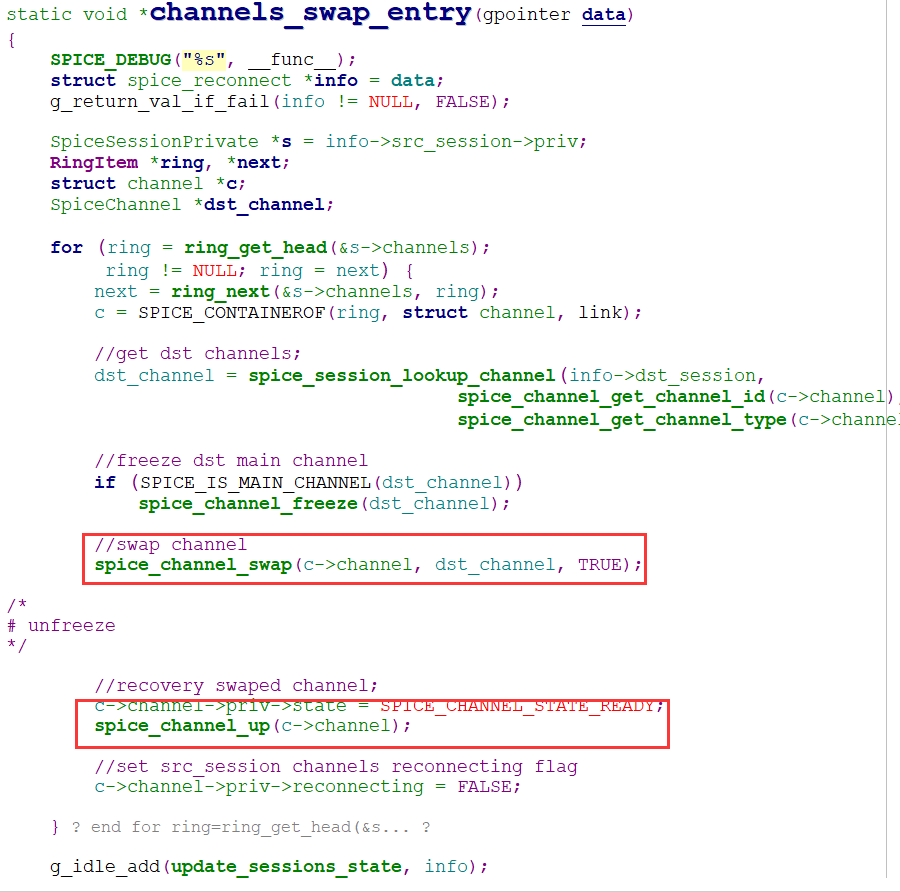 static void *channels_swap_entry(gpointer data)
{
    SPICE_DEBUG("%s", __func__);
    struct spice_reconnect *info = data;
    g_return_val_if_fail(info != NULL, FALSE);

    SpiceSessionPrivate *s = info->src_session->priv;
    RingItem *ring, *next;
    struct channel *c;
    SpiceChannel *dst_channel;

    for (ring = ring_get_head(&s->channels);
         ring != NULL; ring = next) {
        next = ring_next(&s->channels, ring);
        c = SPICE_CONTAINEROF(ring, struct channel, link);

        //get dst channels;
        dst_channel = spice_session_lookup_channel(info->dst_session,
                                         spice_channel_get_channel_id(c->channel),
                                         spice_channel_get_channel_type(c->channel

        //freeze dst main channel
        if (SPICE_IS_MAIN_CHANNEL(dst_channel))
            spice_channel_freeze(dst_channel);

        //swap channel
        spice_channel_swap(c->channel, dst_channel, TRUE);

/*
# unfreeze
*/

        //recovery swaped channel;
        c->channel->priv->state = SPICE_CHANNEL_STATE_READY;
        spice_channel_up(c->channel);

        //set src_session channels reconnecting flag
        c->channel->priv->reconnecting = FALSE;

    } ? end for ring=ring_get_head(&s... ?

    g_idle_add(update_sessions_state, info);